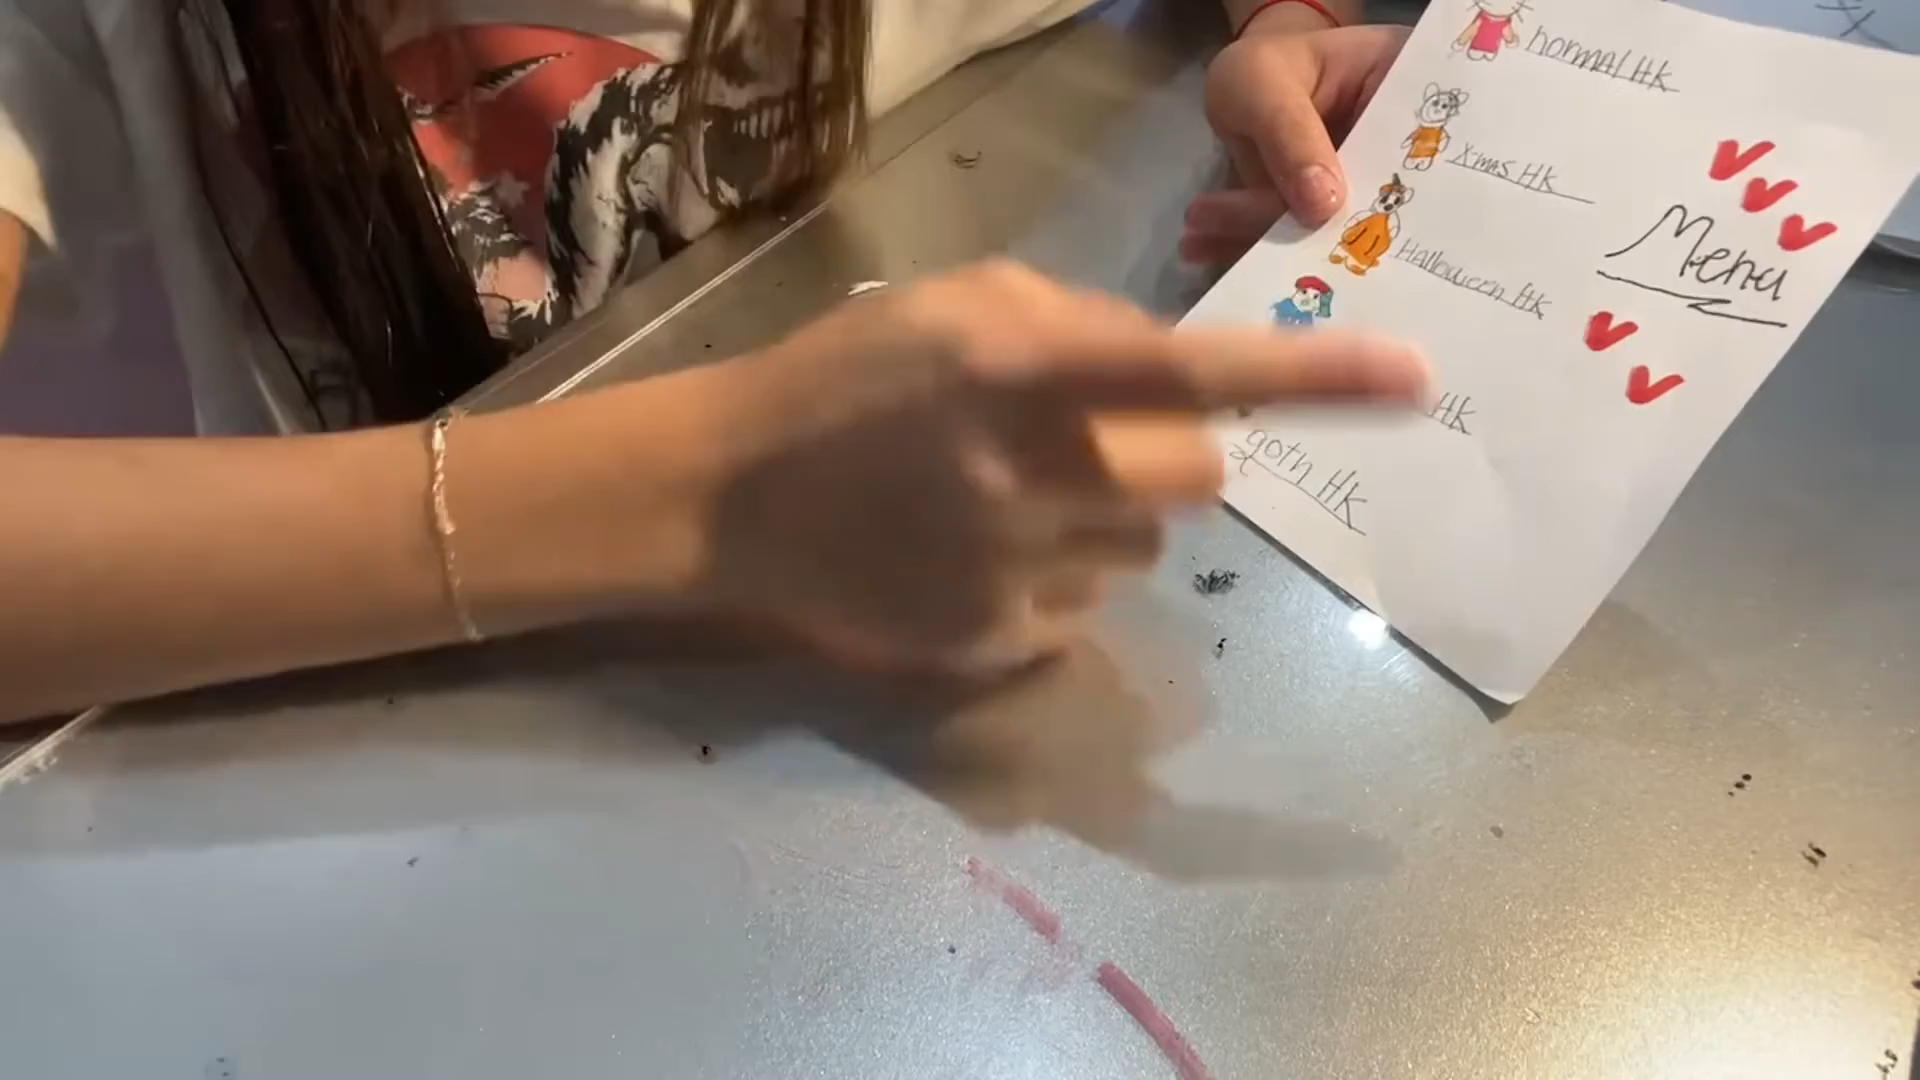 normal HK
X-mas HK
Halloween HK
HK
goth HK
Menu